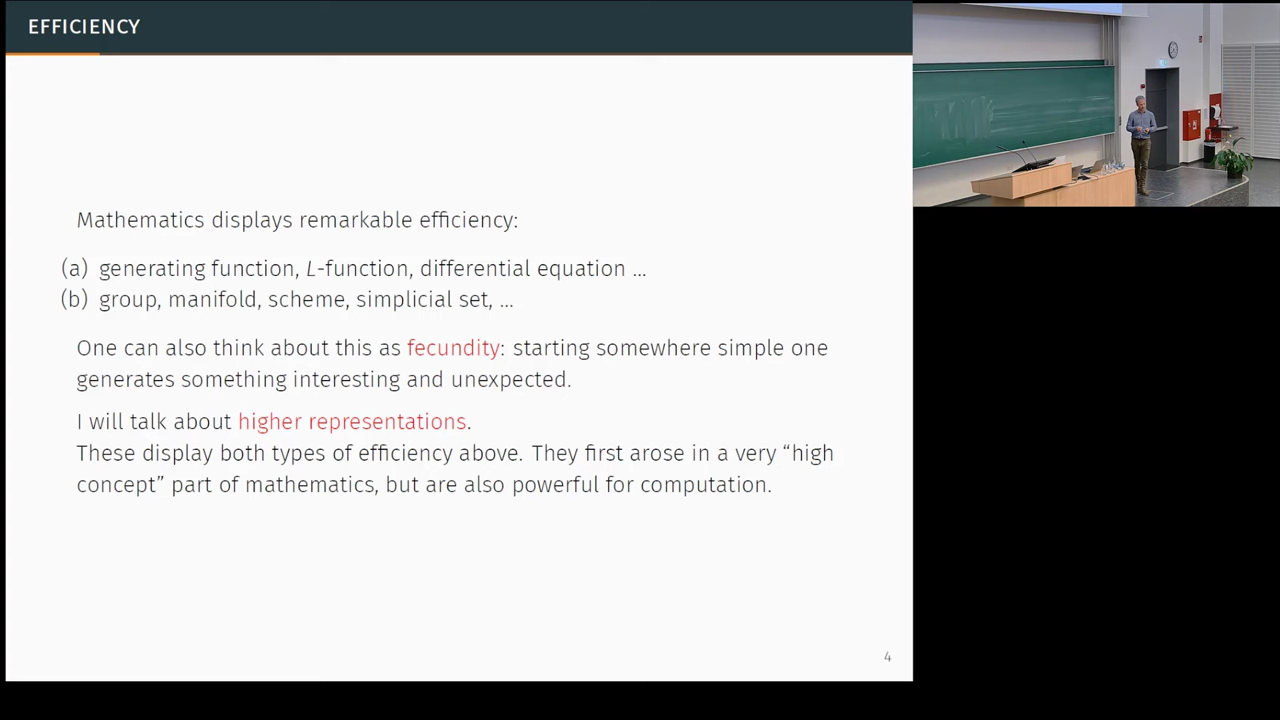 EFFICIENCY
Mathematics displays remarkable efficiency:
(a) generating function, L-function, differential equation ...
(b) group, manifold, scheme, simplicial set, ...
One can also think about this as fecundity: starting somewhere simple one
generates something interesting and unexpected.
I will talk about higher representations.
These display both types of efficiency above. They first arose in a very “high
concept” part of mathematics, but are also powerful for computation.
4